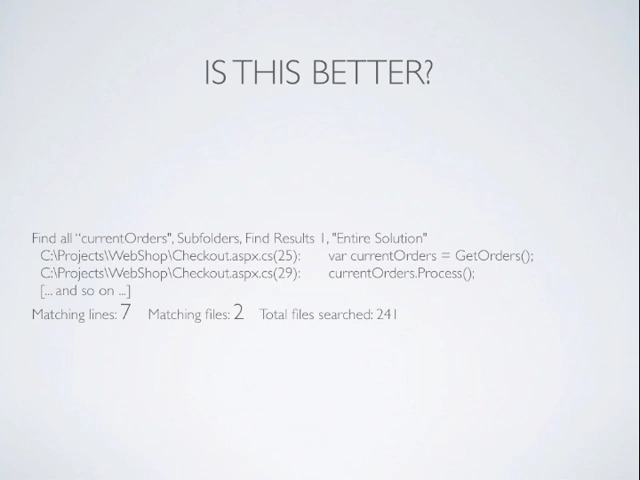 IS THIS BETTER?
Find all “currentOrders", Subfolders, Find Results 1, "Entire Solution"
C:\Projects\WebShop\Checkout.aspx.cs(25): var currentOrders = GetOrders();
C:\Projects\WebShop\Checkout.aspx.cs(29): currentOrders.Process();
[... and so on ...]
Matching lines: 7 Matching files: 2 Total files searched: 241